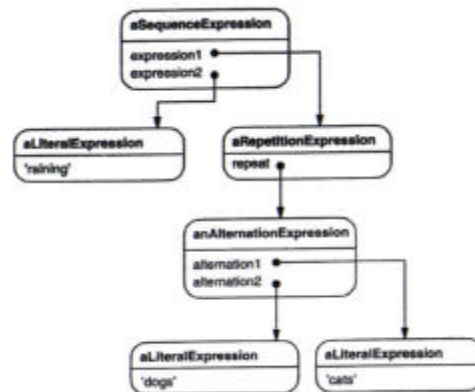 aSequenceExpression
expression1
expression2
aLiteralExpression
'raining'
aRepetitionExpression
repeat
anAlternationExpression
alternation1
alternation2
aLiteralExpression
'dogs'
aLiteralExpression
'cats'